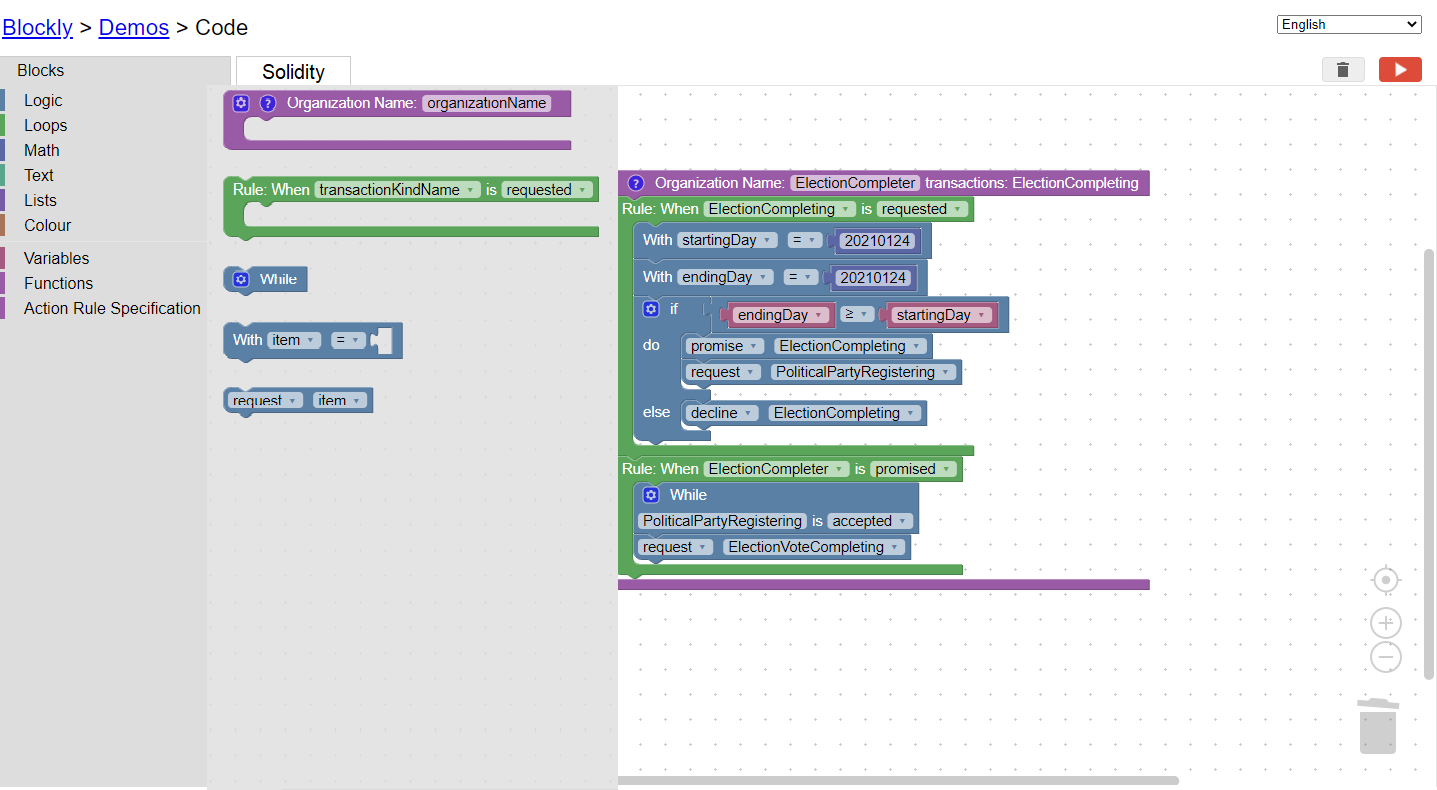 Blockly > Demos > Code
English
Blocks
Solidity
Logic
Loops
Math
Text
Lists
Colour
Variables
Functions
Action Rule Specification
? Organization Name: organizationName
Rule: When transactionKindName is requested
While
With item =
request item
? Organization Name: ElectionCompleter transactions: ElectionCompleting
Rule: When ElectionCompleting is requested
With startingDay = 20210124
With endingDay = 20210124
if endingDay ≥ startingDay
do promise ElectionCompleting
request PoliticalPartyRegistering
else decline ElectionCompleting
Rule: When ElectionCompleter is promised
While
PoliticalPartyRegistering is accepted
request ElectionVoteCompleting